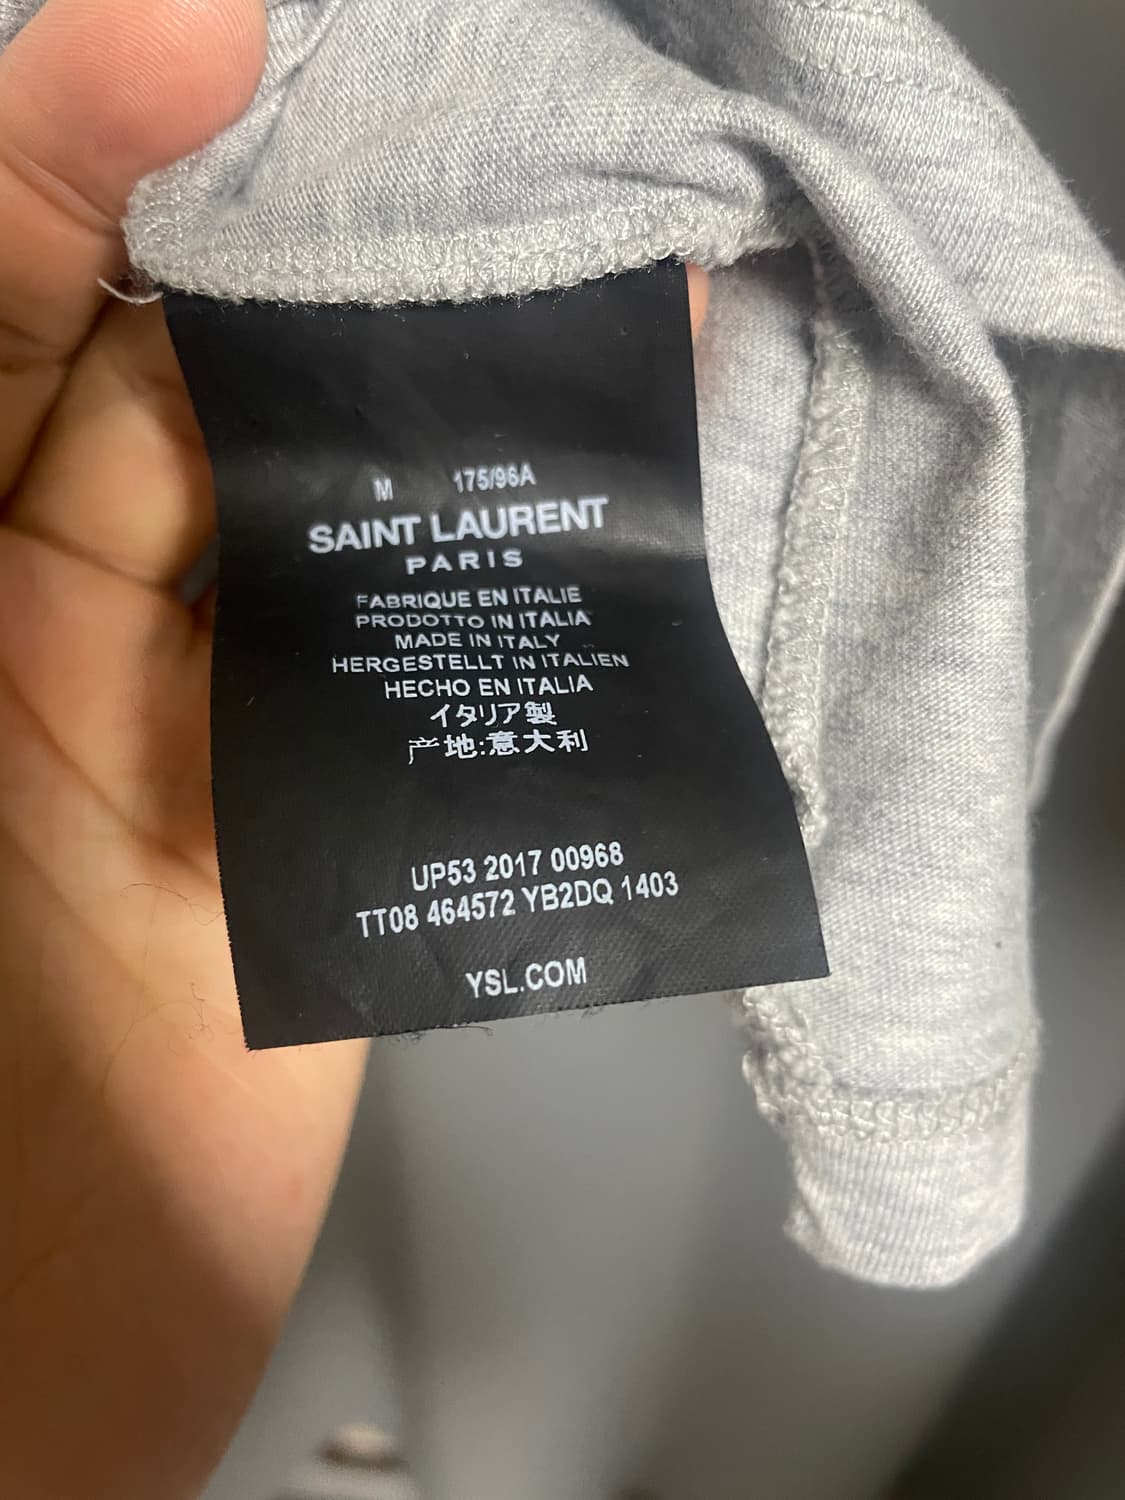 M 175/96A
SAINT LAURENT
PARIS
FABRIQUE EN ITALIE
PRODOTTO IN ITALIA
MADE IN ITALY
HERGESTELLT IN ITALIEN
HECHO EN ITALIA
イタリア製
产地:意大利
UP53 2017 00968
TT08 464572 YB2DQ 1403
YSL.COM